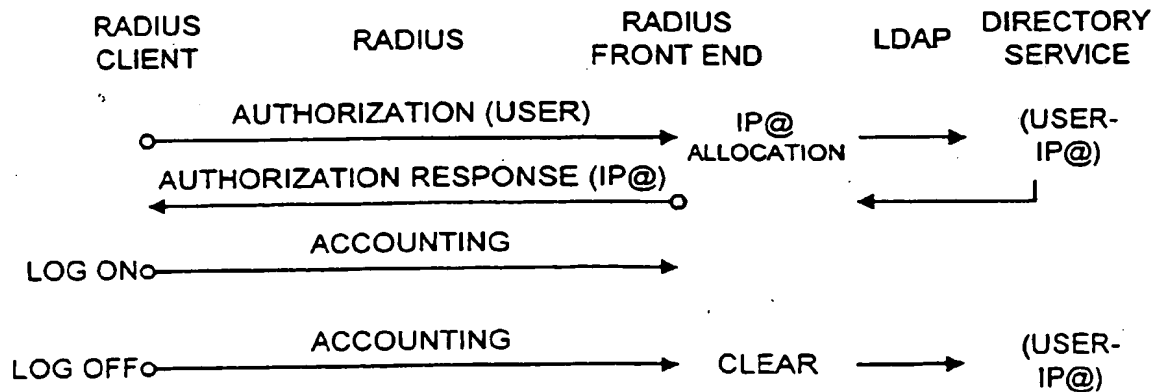 RADIUS CLIENT
RADIUS
RADIUS FRONT END
LDAP
DIRECTORY SERVICE
AUTHORIZATION (USER)
IP@ ALLOCATION
(USER-IP@)
AUTHORIZATION RESPONSE (IP@)
ACCOUNTING
LOG ON
ACCOUNTING
LOG OFF
CLEAR
(USER-IP@)